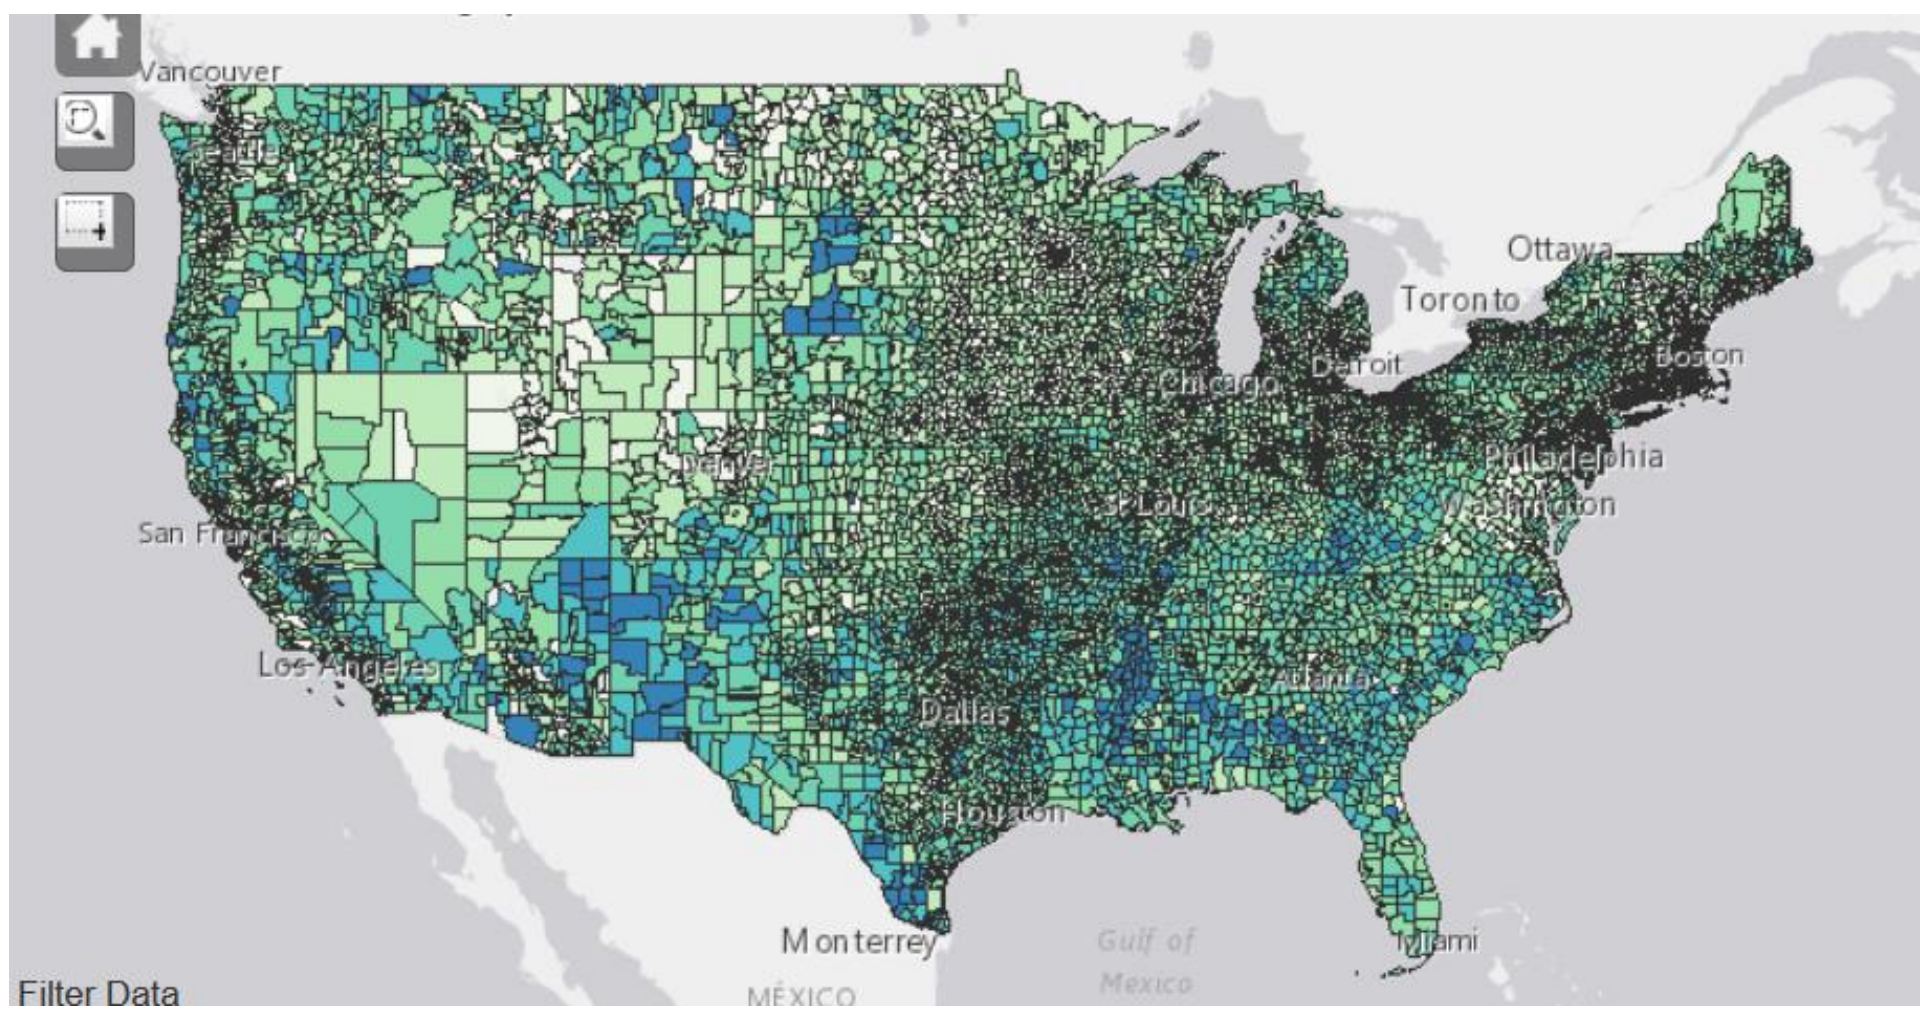 Vancouver
Seattle
Ottawa
Toronto
Boston
Detroit
Chicago
Denver
Philadelphia
St Louis
Washington
San Francisco
Los Angeles
Atlanta
Dallas
Houston
Monterrey
Gulf of
Mexico
Miami
MÉXICO
Filter Data